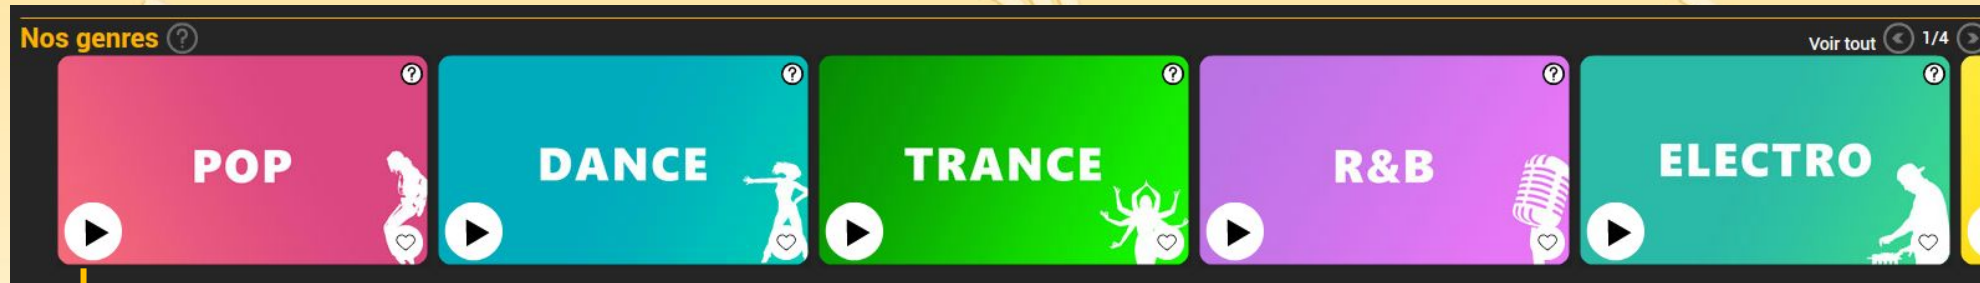 Nos genres ?
Voir tout 1/4
POP ?
DANCE ?
TRANCE ?
R&B ?
ELECTRO ?